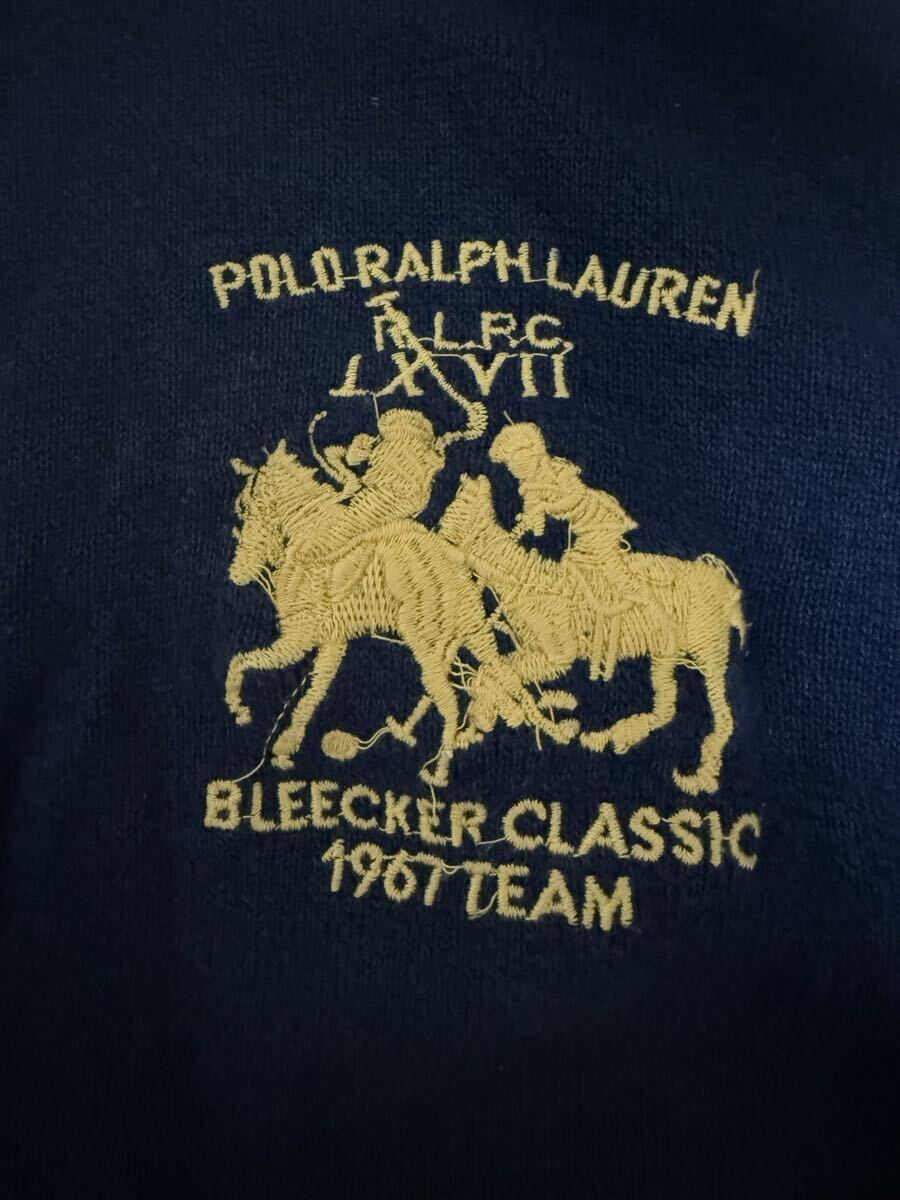 POLO RALPH LAUREN
R.L.P.C.
LXVII
BLEECKER CLASSIC
1967 TEAM